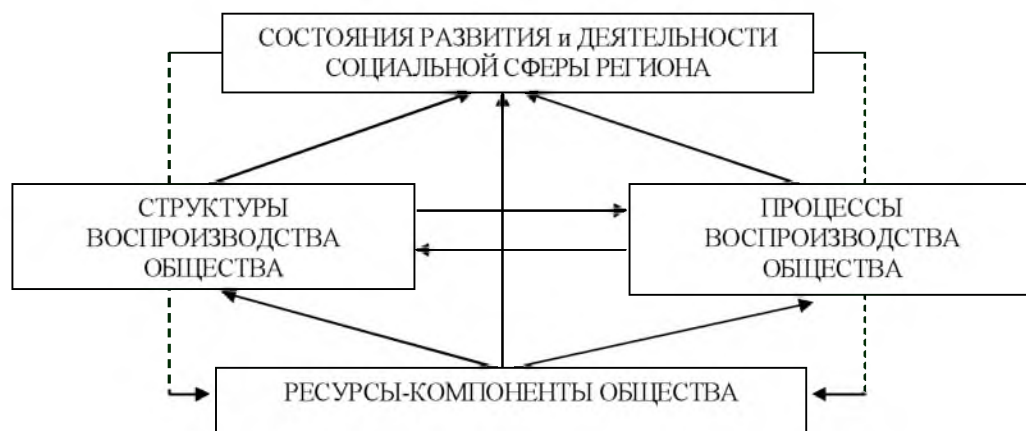 СОСТОЯНИЯ РАЗВИТИЯ и ДЕЯТЕЛЬНОСТИ
СОЦИАЛЬНОЙ СФЕРЫ РЕГИОНА
СТРУКТУРЫ
ВОСПРОИЗВОДСТВА
ОБЩЕСТВА
ПРОЦЕССЫ
ВОСПРОИЗВОДСТВА
ОБЩЕСТВА
РЕСУРСЫ-КОМПОНЕНТЫ ОБЩЕСТВА